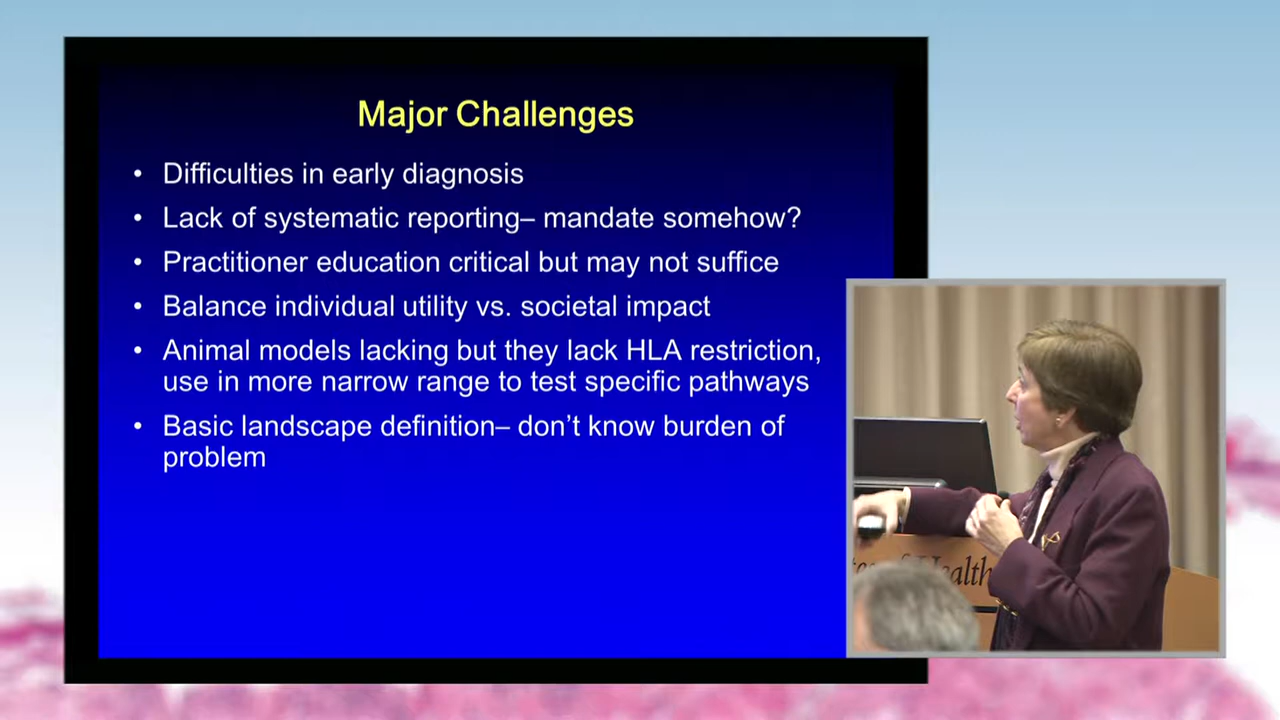 Major Challenges
• Difficulties in early diagnosis
• Lack of systematic reporting– mandate somehow?
• Practitioner education critical but may not suffice
• Balance individual utility vs. societal impact
• Animal models lacking but they lack HLA restriction,
use in more narrow range to test specific pathways
• Basic landscape definition– don’t know burden of
problem
of Health